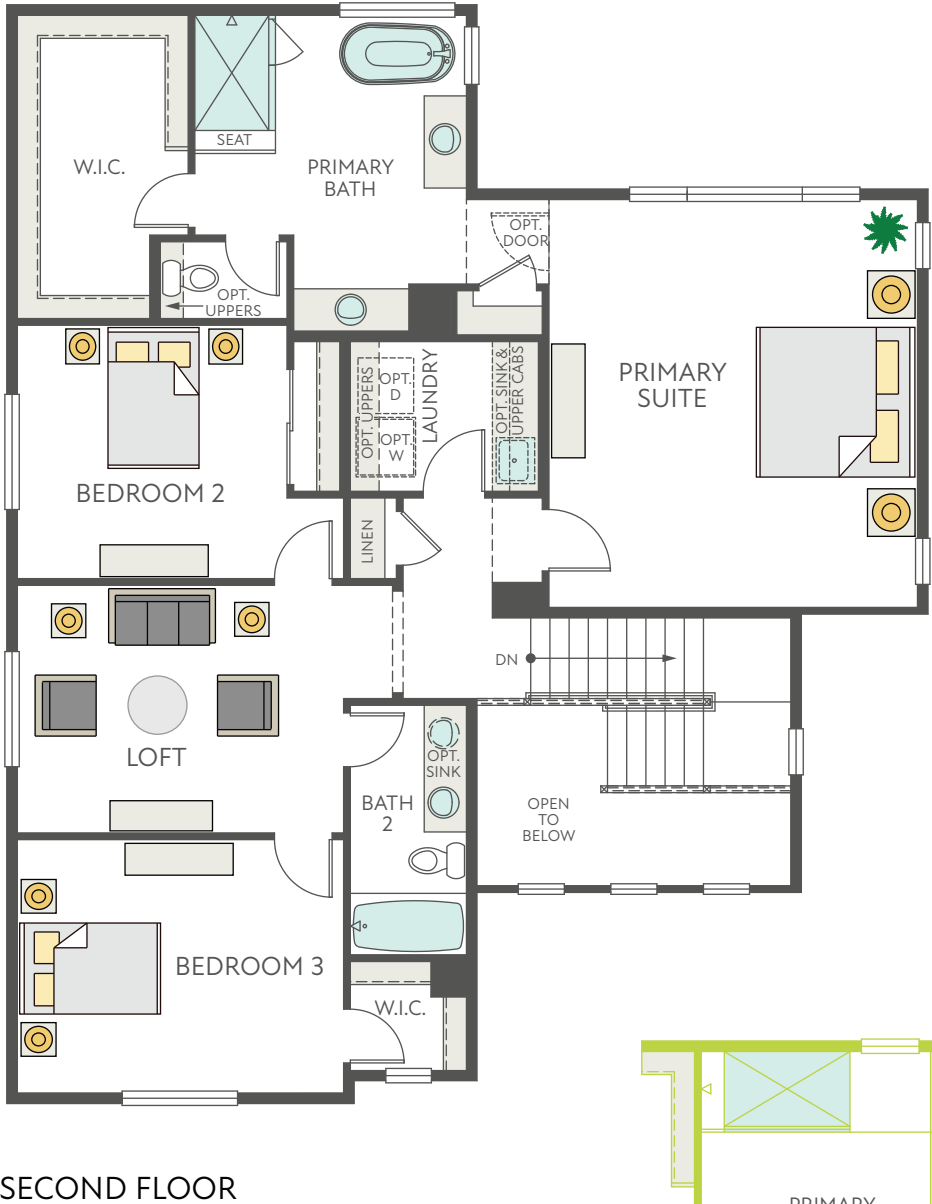 SEAT
W.I.C.
PRIMARY
BATH
OPT.
DOOR
OPT.
UPPERS
PRIMARY
SUITE
OPT. UPPERS
OPT.
D
OPT.
W
LAUNDRY
OPT. SINK &
UPPER CABS
BEDROOM 2
LINEN
DN
LOFT
OPT.
SINK
BATH
2
OPEN
TO
BELOW
BEDROOM 3
W.I.C.
SECOND FLOOR
PRIMARY